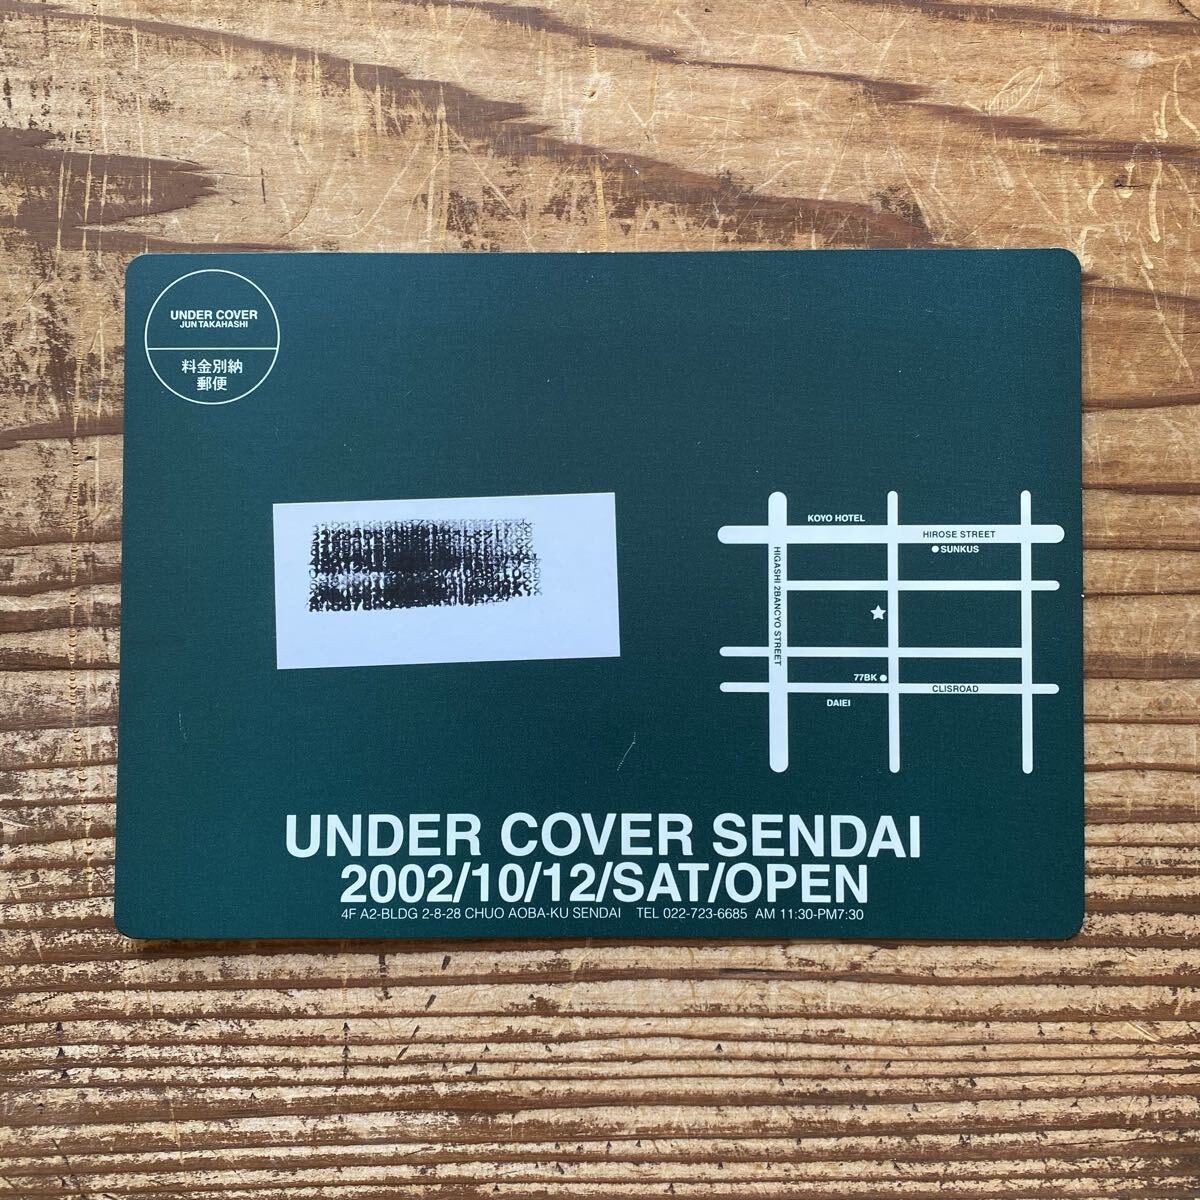 UNDER COVER
JUN TAKAHASHI
料金別納
郵便
KOYO HOTEL
HIROSE STREET
SUNKUS
HIGASHI 2BANCYO STREET
77BK
CLISROAD
DAIEI
UNDER COVER SENDAI
2002/10/12/SAT/OPEN
4F A2-BLDG 2-8-28 CHUO AOBA-KU SENDAI TEL 022-723-6685 AM 11:30-PM7:30